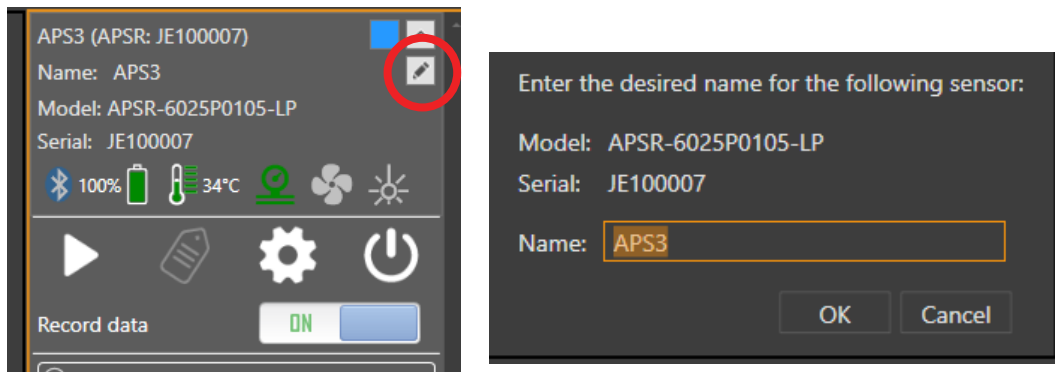 APS3 (APSR: JE100007)
Name: APS3
Model: APSR-6025P0105-LP
Serial: JE100007
100%
34°C
Record data
ON
Enter the desired name for the following sensor:
Model: APSR-6025P0105-LP
Serial: JE100007
Name: APS3
OK
Cancel